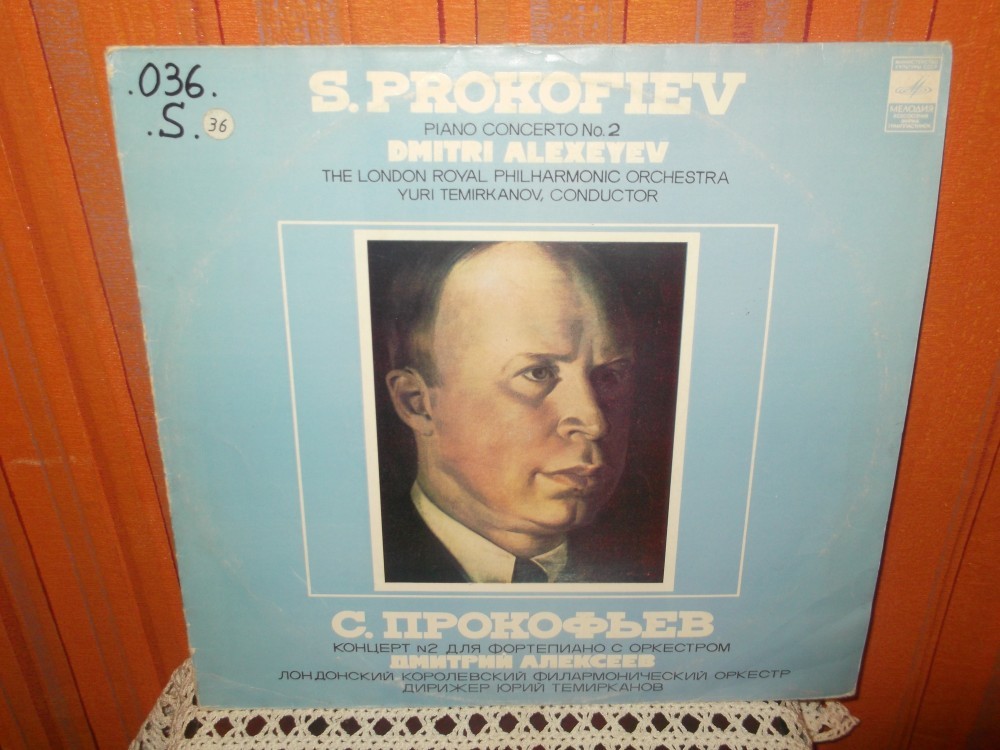 .036.
.S.
36
S. PROKOFIEV
PIANO CONCERTO No. 2
DMITRI ALEXEYEV
THE LONDON ROYAL PHILHARMONIC ORCHESTRA
YURI TEMIRKANOV, CONDUCTOR
МЕЛОДИЯ
С. ПРОКОФЬЕВ
КОНЦЕРТ N2 ДЛЯ ФОРТЕПИАНО С ОРКЕСТРОМ
ДМИТРИЙ АЛЕКСЕЕВ
ЛОНДОНСКИЙ КОРОЛЕВСКИЙ ФИЛАРМОНИЧЕСКИЙ ОРКЕСТР
ДИРИЖЕР ЮРИЙ ТЕМИРКАНОВ